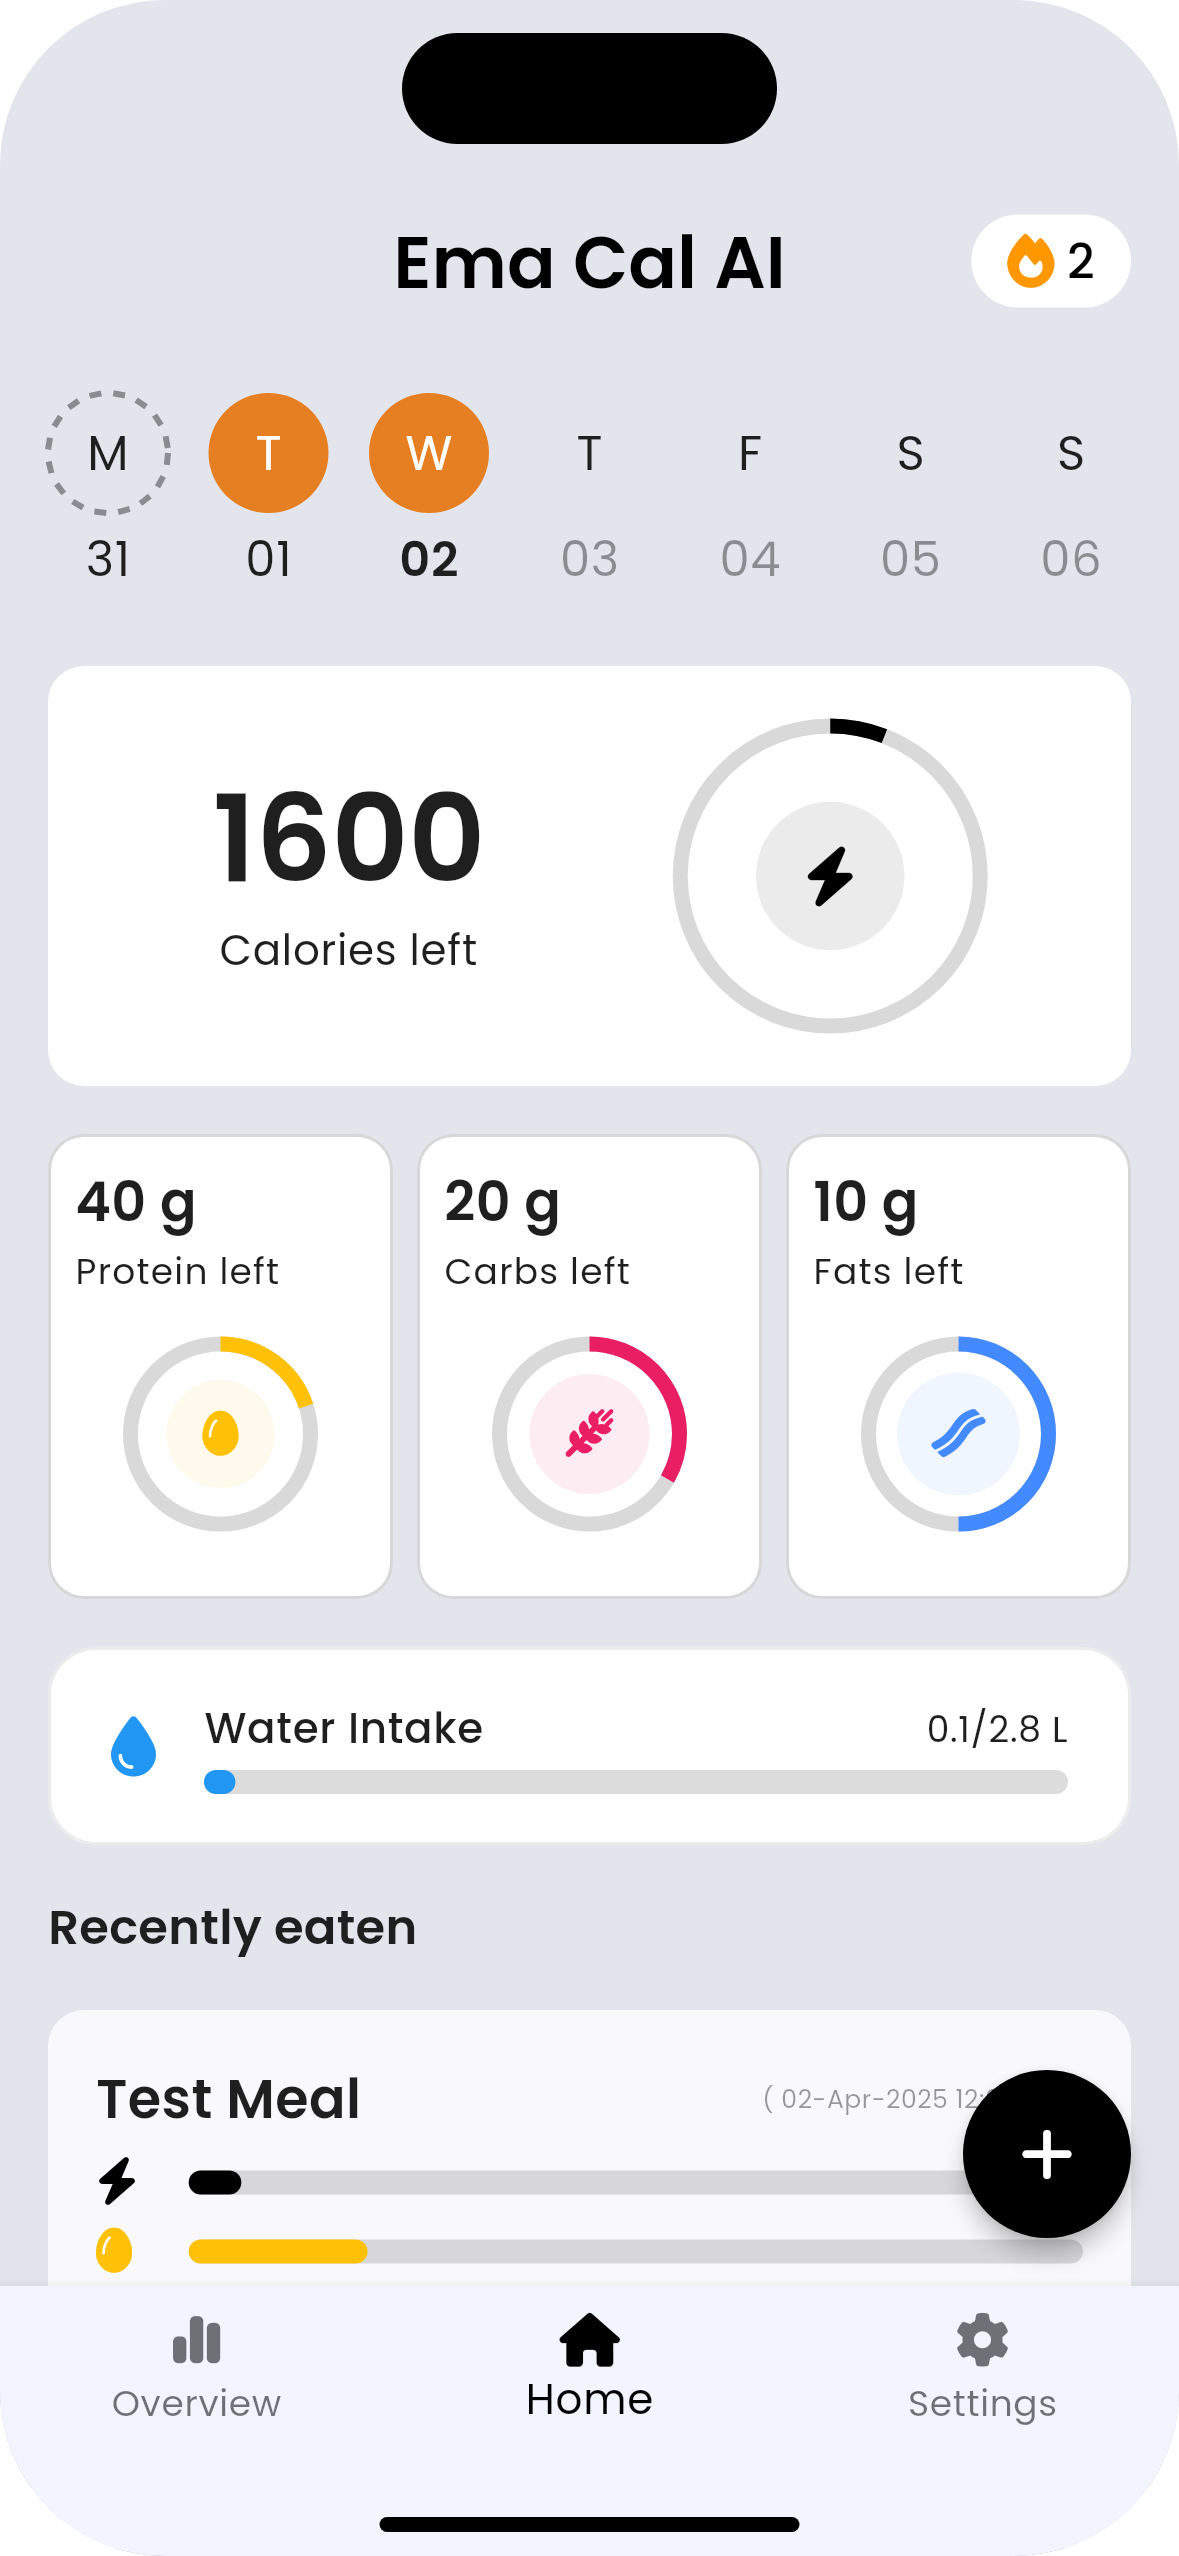 Ema Cal AI
2
M T W T F S S
31 01 02 03 04 05 06
1600
Calories left
40 g
Protein left
20 g
Carbs left
10 g
Fats left
Water Intake
0.1/2.8 L
Recently eaten
Test Meal
( 02-Apr-2025
Overview
Home
Settings